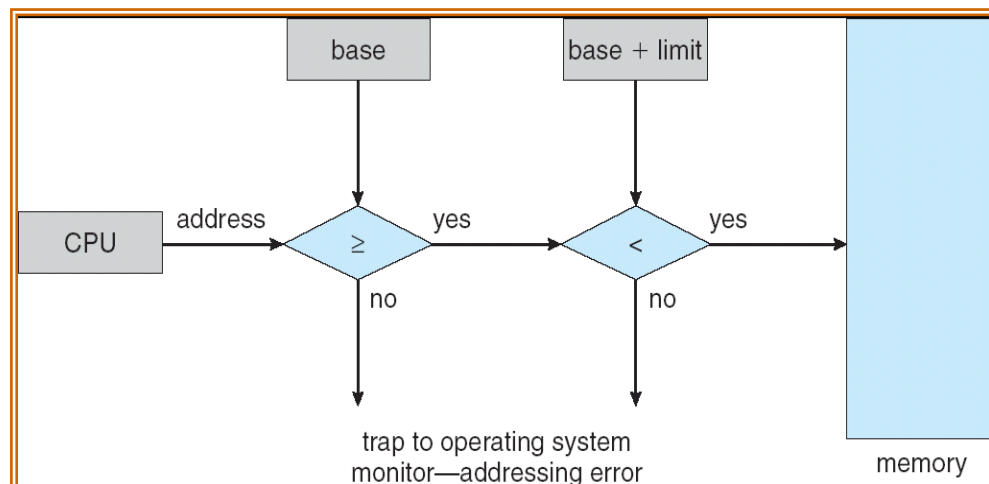 base
base + limit
CPU
address
≥
yes
<
yes
no
no
trap to operating system
monitor—addressing error
memory